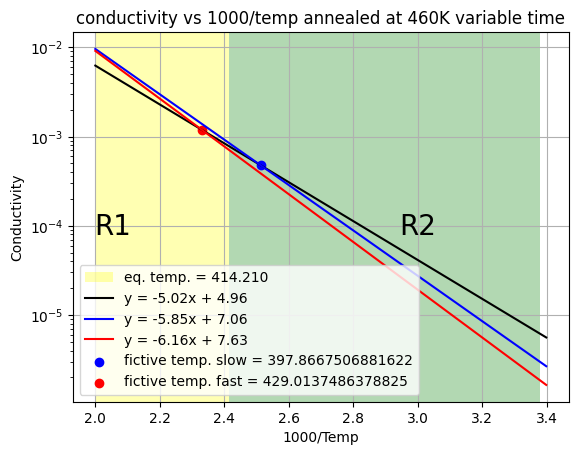 conductivity vs 1000/temp annealed at 460K variable time
Conductivity
10⁻²
10⁻³
10⁻⁴
10⁻⁵
R1
R2
eq. temp. = 414.210
y = -5.02x + 4.96
y = -5.85x + 7.06
y = -6.16x + 7.63
fictive temp. slow = 397.8667506881622
fictive temp. fast = 429.0137486378825
2.0 2.2 2.4 2.6 2.8 3.0 3.2 3.4
1000/Temp